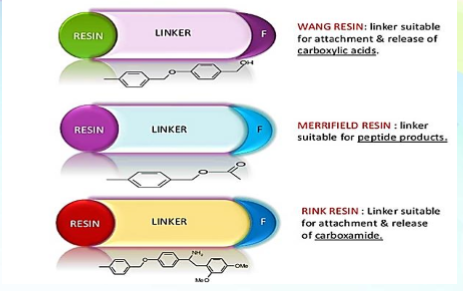 RESIN LINKER F
WANG RESIN: linker suitable
for attachment & release of
carboxylic acids.
O
OH
RESIN LINKER F
MERRIFIELD RESIN : linker
suitable for peptide products.
O
O
RESIN LINKER F
RINK RESIN : Linker suitable
for attachment & release
of carboxamide.
O
NH₂
OMe
MeO